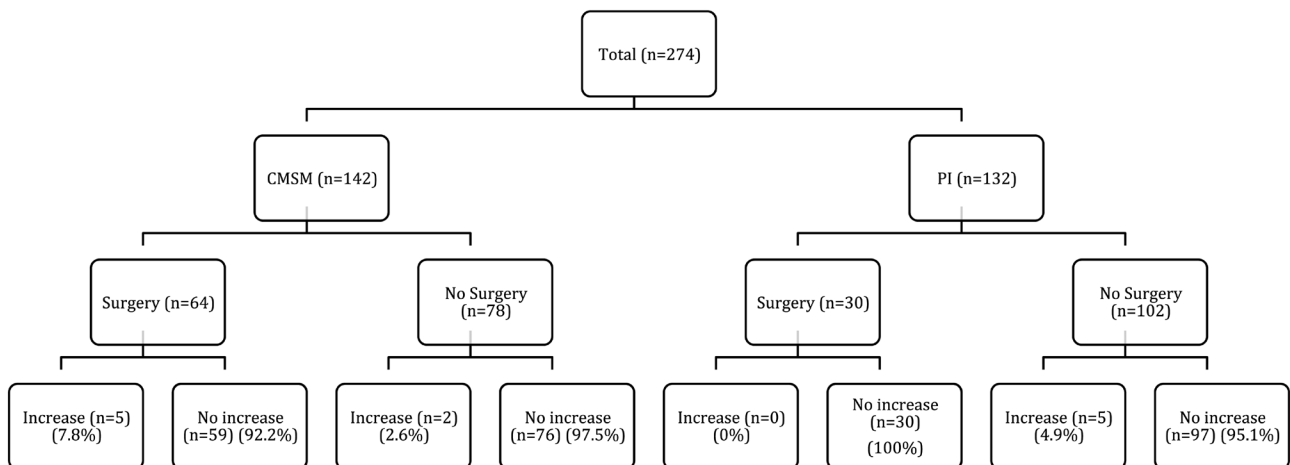 Total (n=274)
CMSM (n=142)
PI (n=132)
Surgery (n=64)
No Surgery
(n=78)
Surgery (n=30)
No Surgery
(n=102)
Increase (n=5)
(7.8%)
No increase
(n=59) (92.2%)
Increase (n=2)
(2.6%)
No increase
(n=76) (97.5%)
Increase (n=0)
(0%)
No increase
(n=30)
(100%)
Increase (n=5)
(4.9%)
No increase
(n=97) (95.1%)